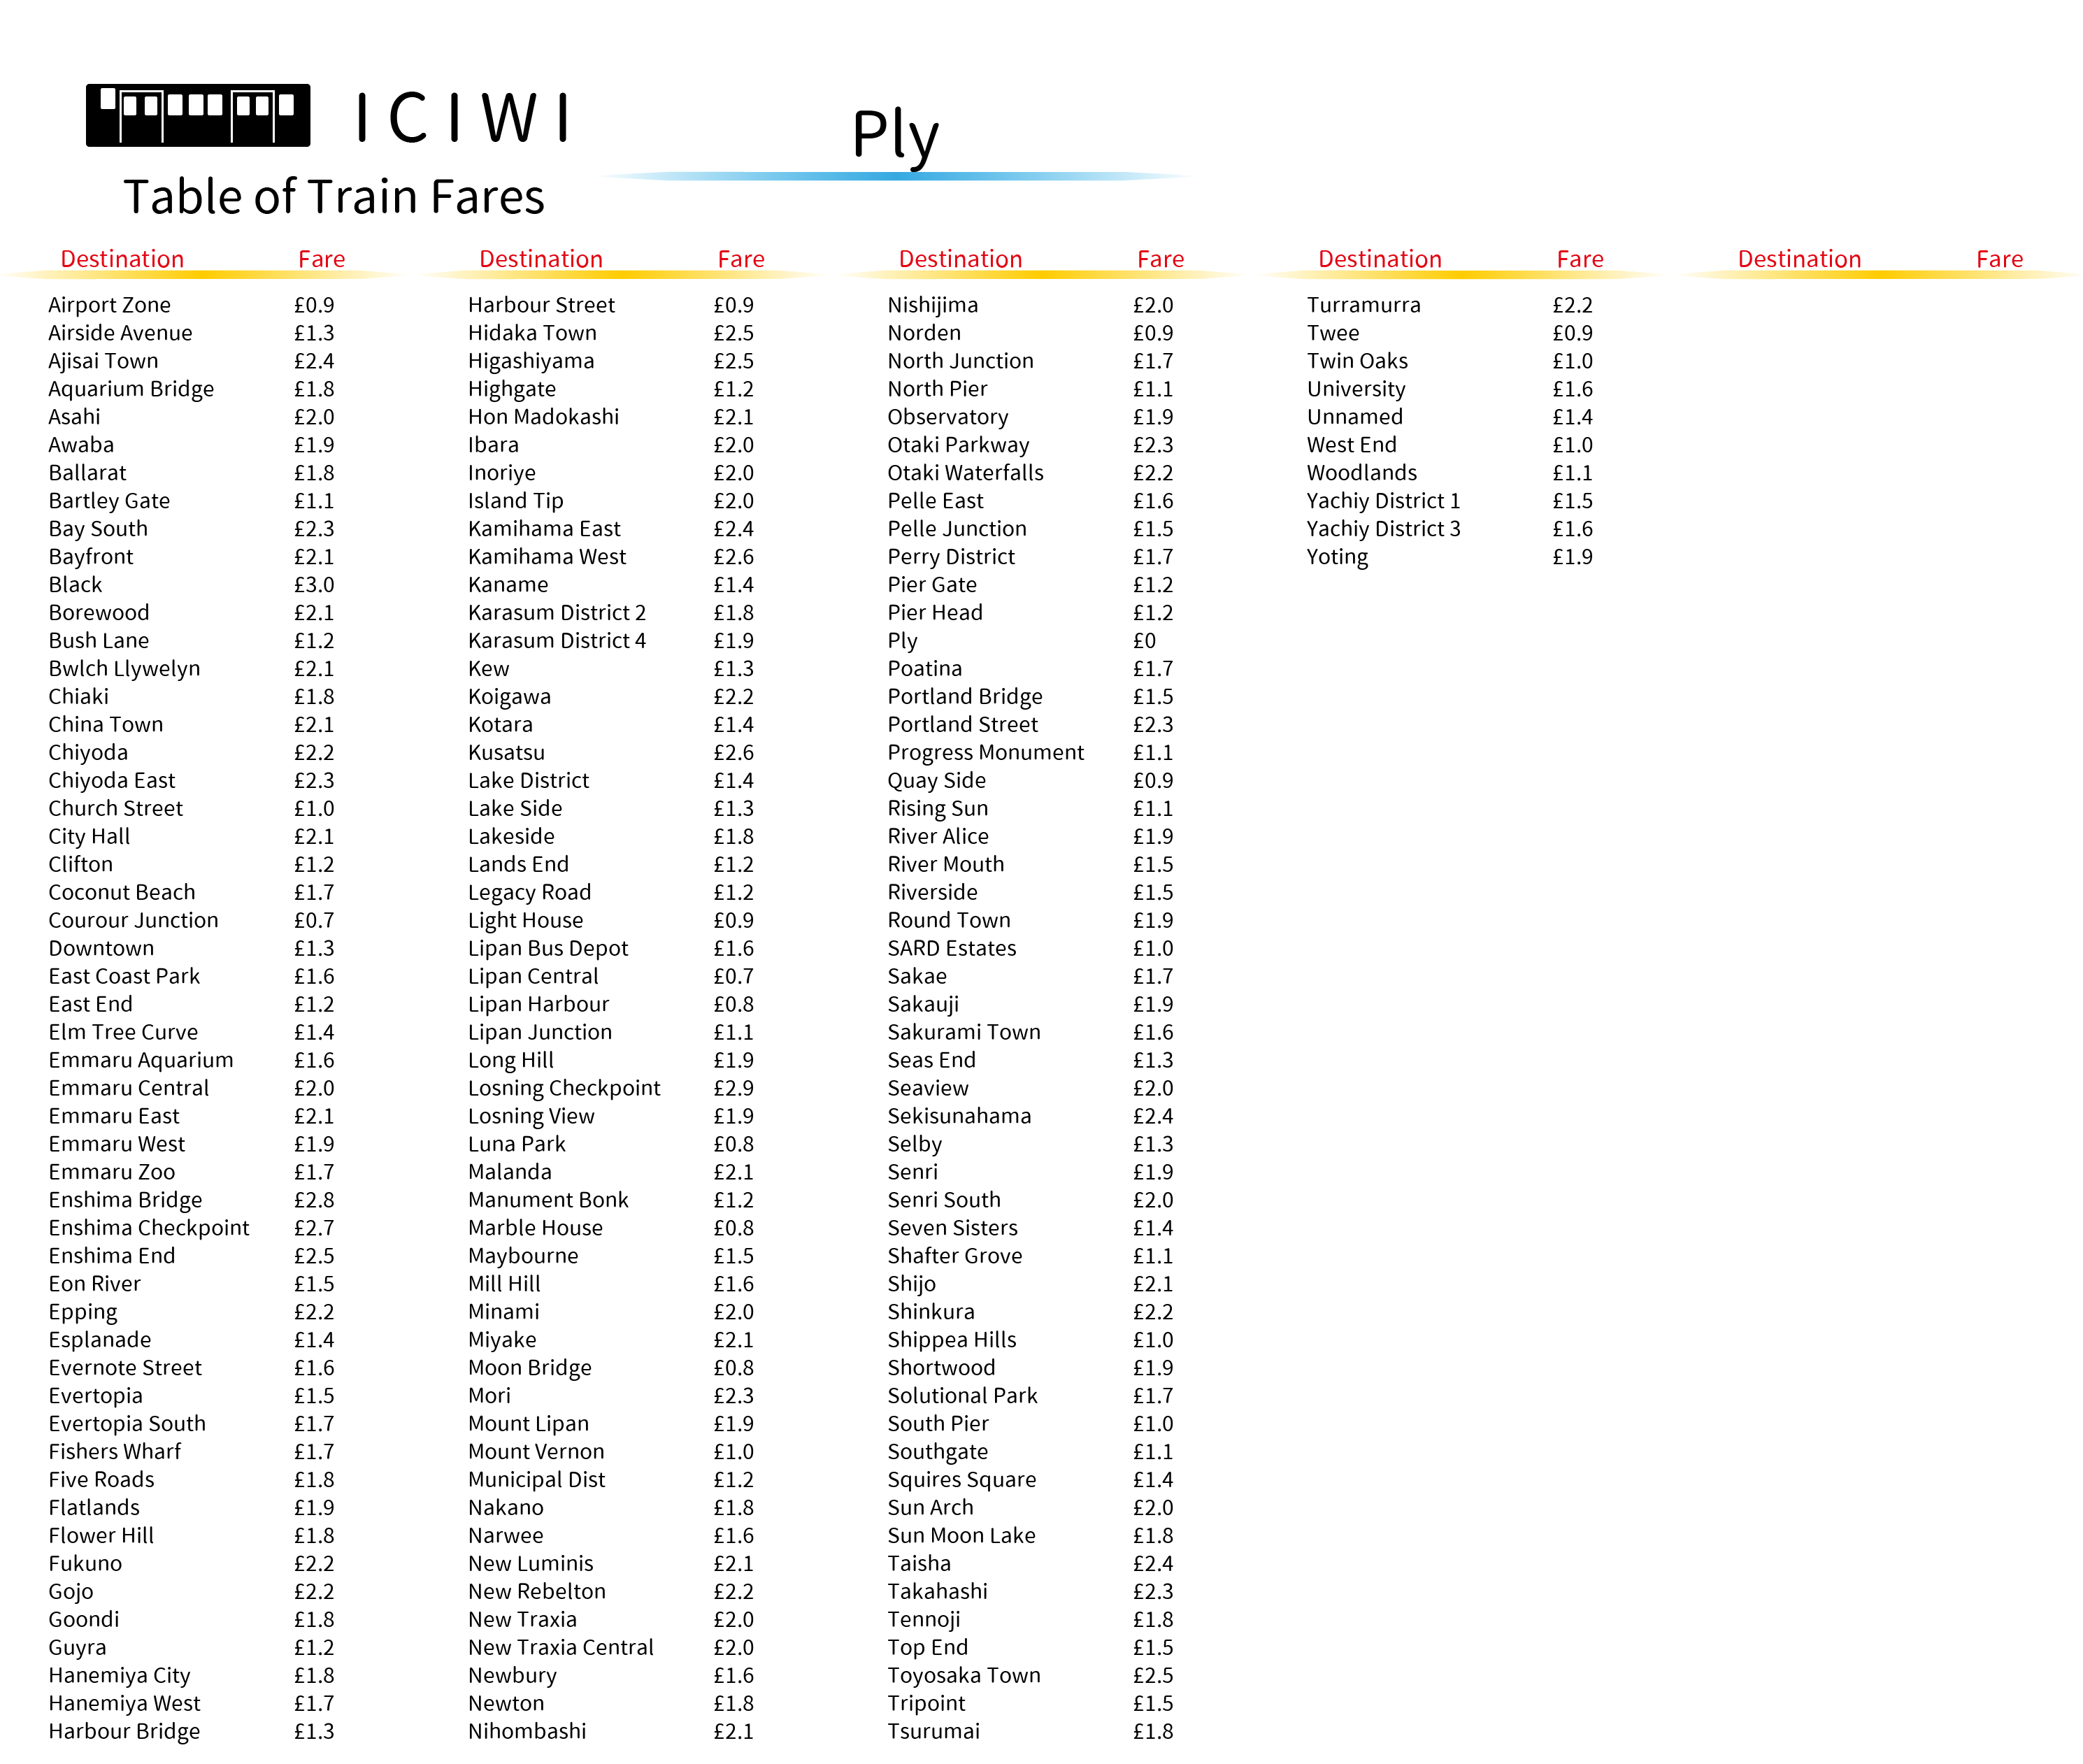 ICIWI
Ply
Table of Train Fares
Destination Fare
Airport Zone £0.9
Airside Avenue £1.3
Ajisai Town £2.4
Aquarium Bridge £1.8
Asahi £2.0
Awaba £1.9
Ballarat £1.8
Bartley Gate £1.1
Bay South £2.3
Bayfront £2.1
Black £3.0
Borewood £2.1
Bush Lane £1.2
Bwlch Llywelyn £2.1
Chiaki £1.8
China Town £2.1
Chiyoda £2.2
Chiyoda East £2.3
Church Street £1.0
City Hall £2.1
Clifton £1.2
Coconut Beach £1.7
Courour Junction £0.7
Downtown £1.3
East Coast Park £1.6
East End £1.2
Elm Tree Curve £1.4
Emmaru Aquarium £1.6
Emmaru Central £2.0
Emmaru East £2.1
Emmaru West £1.9
Emmaru Zoo £1.7
Enshima Bridge £2.8
Enshima Checkpoint £2.7
Enshima End £2.5
Eon River £1.5
Epping £2.2
Esplanade £1.4
Evernote Street £1.6
Evertopia £1.5
Evertopia South £1.7
Fishers Wharf £1.7
Five Roads £1.8
Flatlands £1.9
Flower Hill £1.8
Fukuno £2.2
Gojo £2.2
Goondi £1.8
Guyra £1.2
Hanemiya City £1.8
Hanemiya West £1.7
Harbour Bridge £1.3
Destination Fare
Harbour Street £0.9
Hidaka Town £2.5
Higashiyama £2.5
Highgate £1.2
Hon Madokashi £2.1
Ibara £2.0
Inoriye £2.0
Island Tip £2.0
Kamihama East £2.4
Kamihama West £2.6
Kaname £1.4
Karasum District 2 £1.8
Karasum District 4 £1.9
Kew £1.3
Koigawa £2.2
Kotara £1.4
Kusatsu £2.6
Lake District £1.4
Lake Side £1.3
Lakeside £1.8
Lands End £1.2
Legacy Road £1.2
Light House £0.9
Lipan Bus Depot £1.6
Lipan Central £0.7
Lipan Harbour £0.8
Lipan Junction £1.1
Long Hill £1.9
Losning Checkpoint £2.9
Losning View £1.9
Luna Park £0.8
Malanda £2.1
Manument Bonk £1.2
Marble House £0.8
Maybourne £1.5
Mill Hill £1.6
Minami £2.0
Miyake £2.1
Moon Bridge £0.8
Mori £2.3
Mount Lipan £1.9
Mount Vernon £1.0
Municipal Dist £1.2
Nakano £1.8
Narwee £1.6
New Luminis £2.1
New Rebelton £2.2
New Traxia £2.0
New Traxia Central £2.0
Newbury £1.6
Newton £1.8
Nihombashi £2.1
Destination Fare
Nishijima £2.0
Norden £0.9
North Junction £1.7
North Pier £1.1
Observatory £1.9
Otaki Parkway £2.3
Otaki Waterfalls £2.2
Pelle East £1.6
Pelle Junction £1.5
Perry District £1.7
Pier Gate £1.2
Pier Head £1.2
Ply £0
Poatina £1.7
Portland Bridge £1.5
Portland Street £2.3
Progress Monument £1.1
Quay Side £0.9
Rising Sun £1.1
River Alice £1.9
River Mouth £1.5
Riverside £1.5
Round Town £1.9
SARD Estates £1.0
Sakae £1.7
Sakauji £1.9
Sakurami Town £1.6
Seas End £1.3
Seaview £2.0
Sekisunahama £2.4
Selby £1.3
Senri £1.9
Senri South £2.0
Seven Sisters £1.4
Shafter Grove £1.1
Shijo £2.1
Shinkura £2.2
Shippea Hills £1.0
Shortwood £1.9
Solutional Park £1.7
South Pier £1.0
Southgate £1.1
Squires Square £1.4
Sun Arch £2.0
Sun Moon Lake £1.8
Taisha £2.4
Takahashi £2.3
Tennoji £1.8
Top End £1.5
Toyosaka Town £2.5
Tripoint £1.5
Tsurumai £1.8
Destination Fare
Turramurra £2.2
Twee £0.9
Twin Oaks £1.0
University £1.6
Unnamed £1.4
West End £1.0
Woodlands £1.1
Yachiy District 1 £1.5
Yachiy District 3 £1.6
Yoting £1.9
Destination Fare